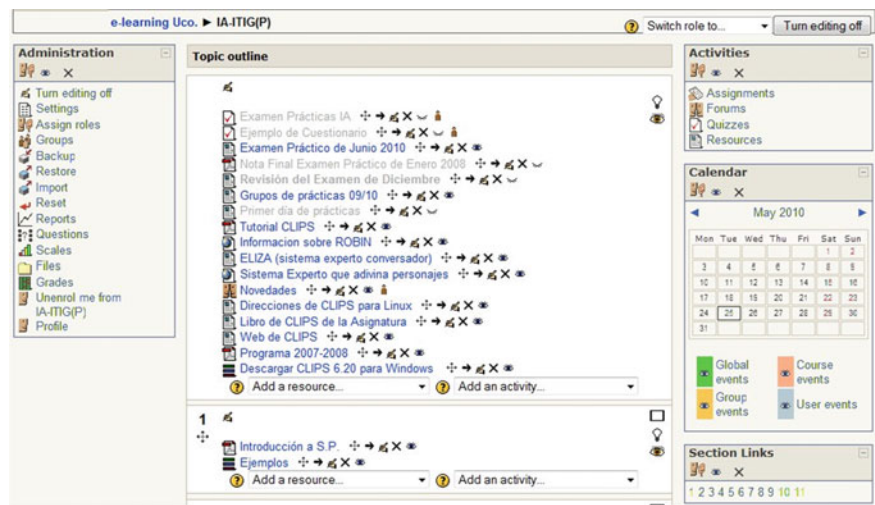 e-learning Uco. ► IA-ITIG(P)
Switch role to...
Turn editing off
Administration
Turn editing off
Settings
Assign roles
Groups
Backup
Restore
Import
Reset
Reports
Questions
Scales
Files
Grades
Unenrol me from
IA-ITIG(P)
Profile
Topic outline
Examen Prácticas IA
Ejemplo de Cuestionario
Examen Práctico de Junio 2010
Nota Final Examen Práctico de Enero 2008
Revisión del Examen de Diciembre
Grupos de prácticas 09/10
Primer día de prácticas
Tutorial CLIPS
Informacion sobre ROBIN
ELIZA (sistema experto conversador)
Sistema Experto que adivina personajes
Novedades
Direcciones de CLIPS para Linux
Libro de CLIPS de la Asignatura
Web de CLIPS
Programa 2007-2008
Descargar CLIPS 6.20 para Windows
Add a resource... Add an activity...
1
Introducción a S.P.
Ejemplos
Add a resource... Add an activity...
Activities
Assignments
Forums
Quizzes
Resources
Calendar
May 2010
Mon Tue Wed Thu Fri Sat Sun
1 2
3 4 5 6 7 8 9
10 11 12 13 14 15 16
17 18 19 20 21 22 23
24 25 26 27 28 29 30
31
Global events
Course events
Group events
User events
Section Links
1 2 3 4 5 6 7 8 9 10 11